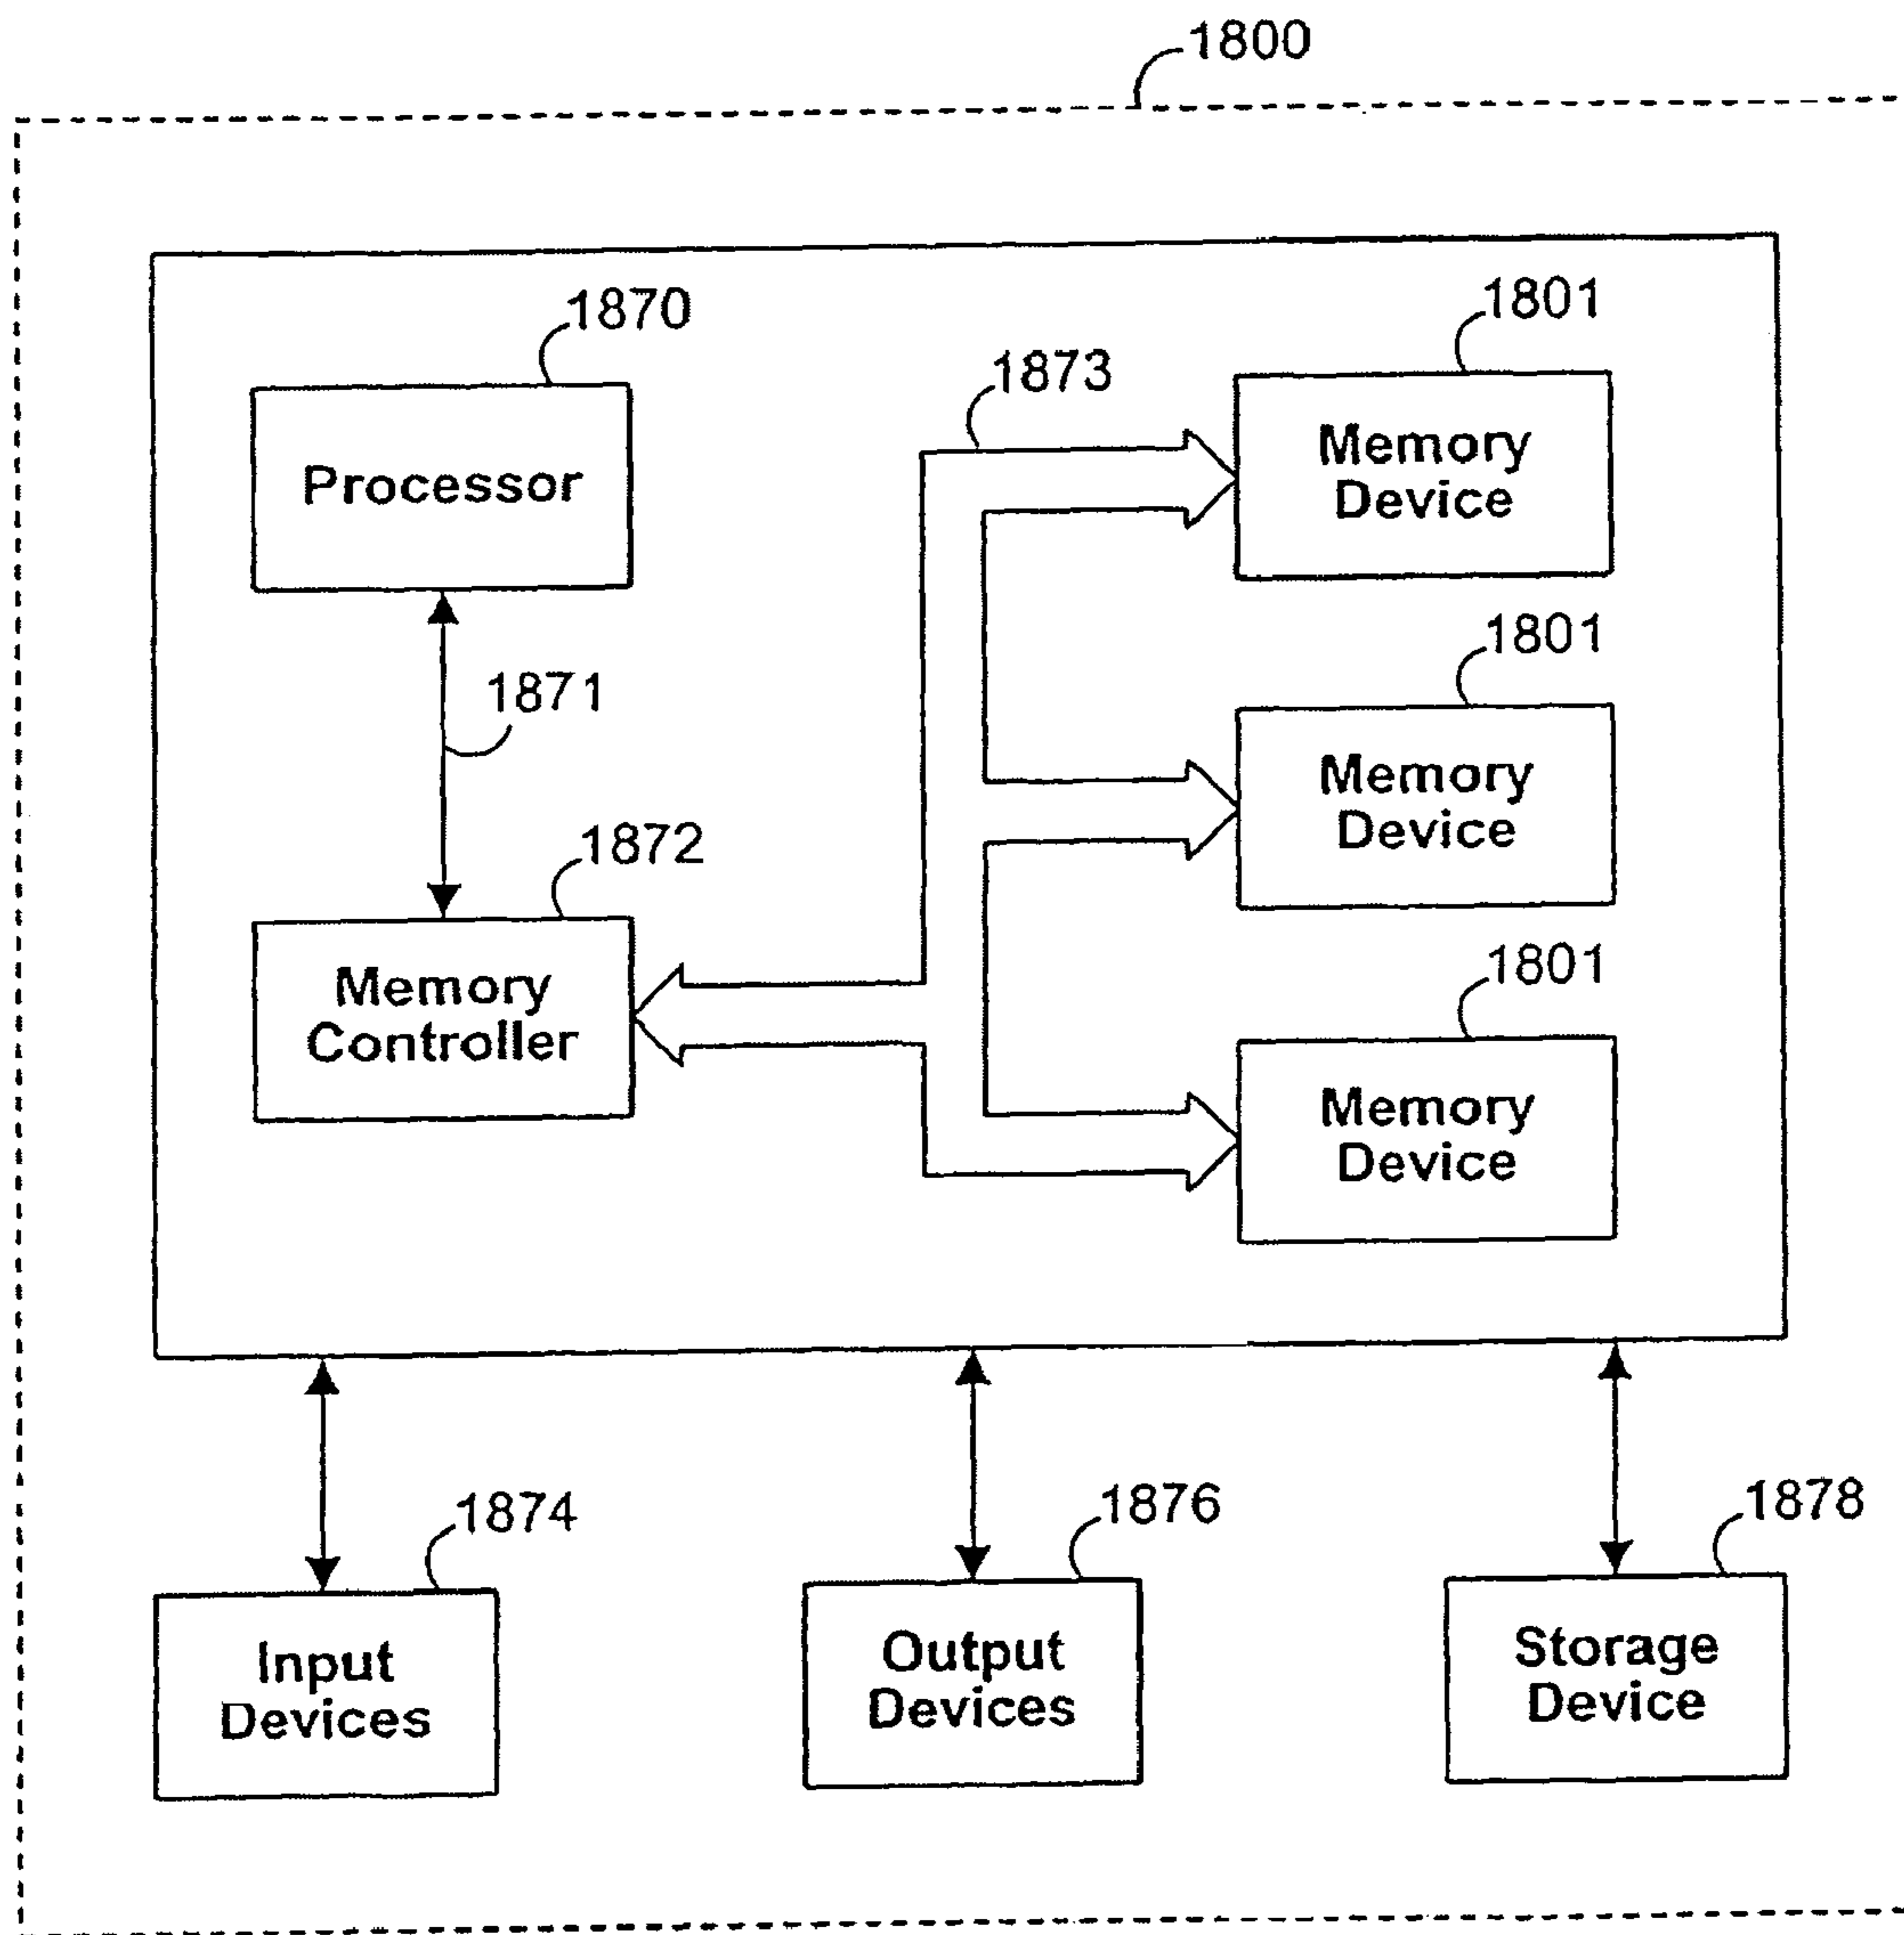 1800
1870
1801
1873
Processor
Memory
Device
1801
1871
Memory
Device
1872
1801
Memory
Controller
Memory
Device
1874
1876
1878
Input
Devices
Output
Devices
Storage
Device